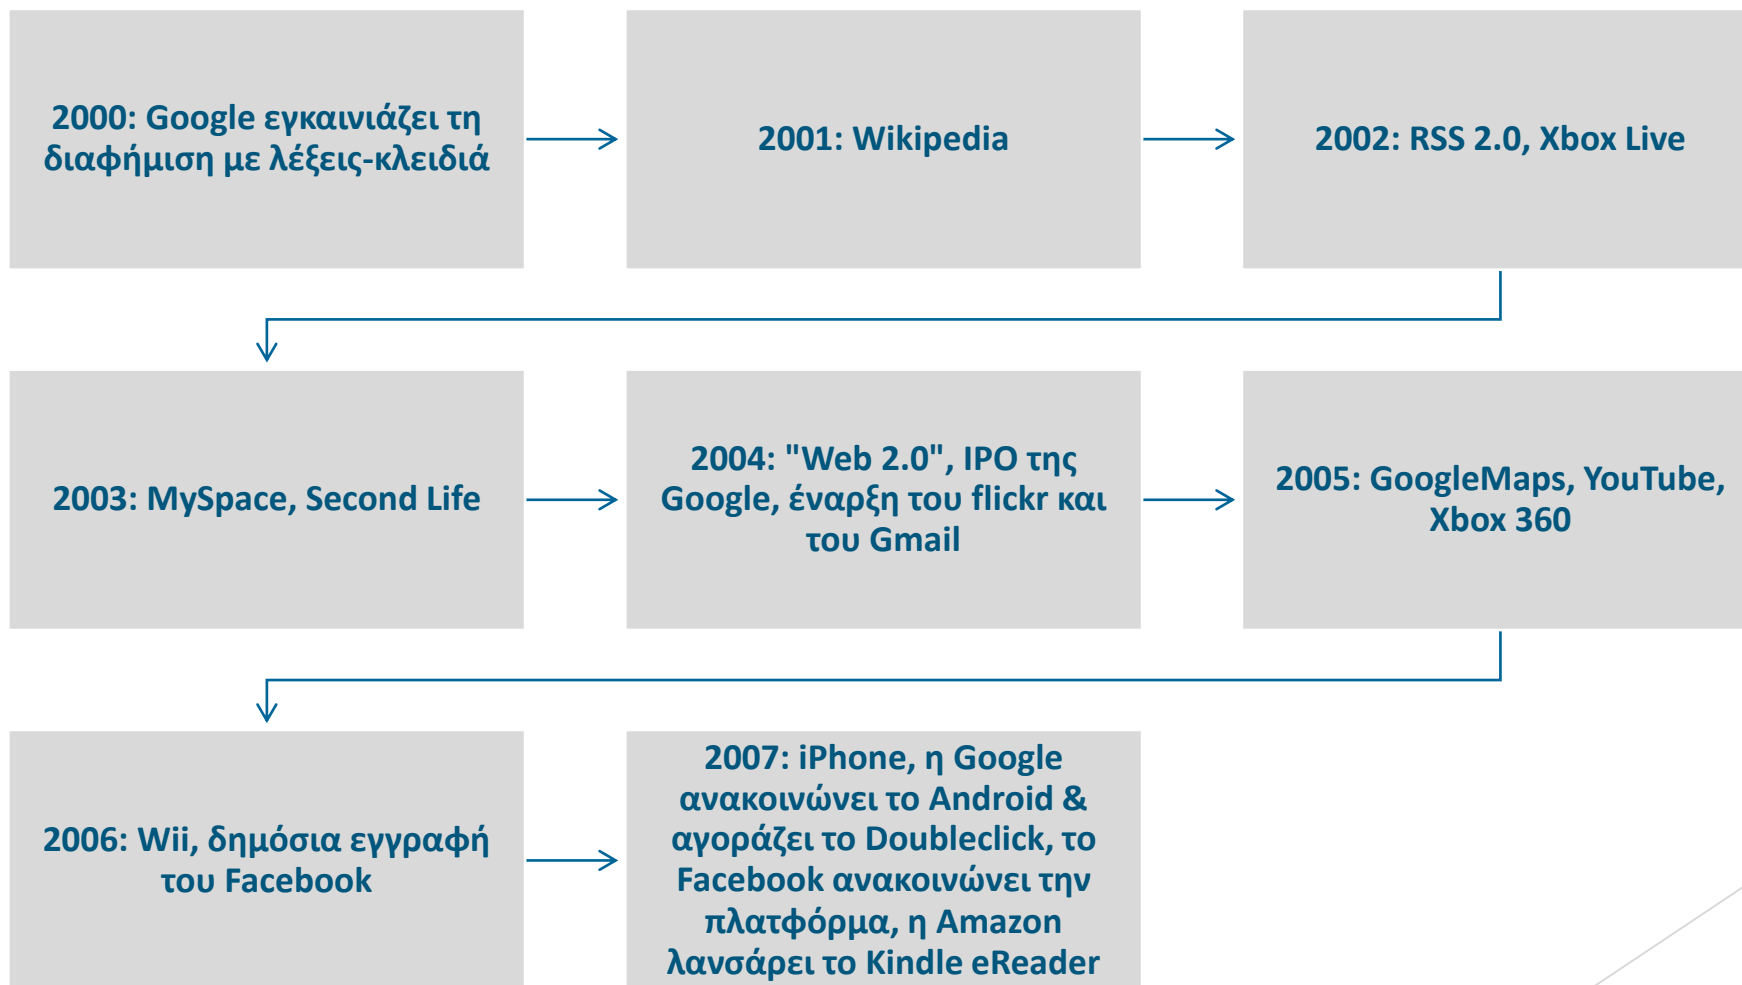 2000: Google εγκαινιάζει τη
διαφήμιση με λέξεις-κλειδιά
2001: Wikipedia
2002: RSS 2.0, Xbox Live
2003: MySpace, Second Life
2004: "Web 2.0", IPO της
Google, έναρξη του flickr και
του Gmail
2005: GoogleMaps, YouTube,
Xbox 360
2006: Wii, δημόσια εγγραφή
του Facebook
2007: iPhone, η Google
ανακοινώνει το Android &
αγοράζει το Doubleclick, το
Facebook ανακοινώνει την
πλατφόρμα, η Amazon
λανσάρει το Kindle eReader